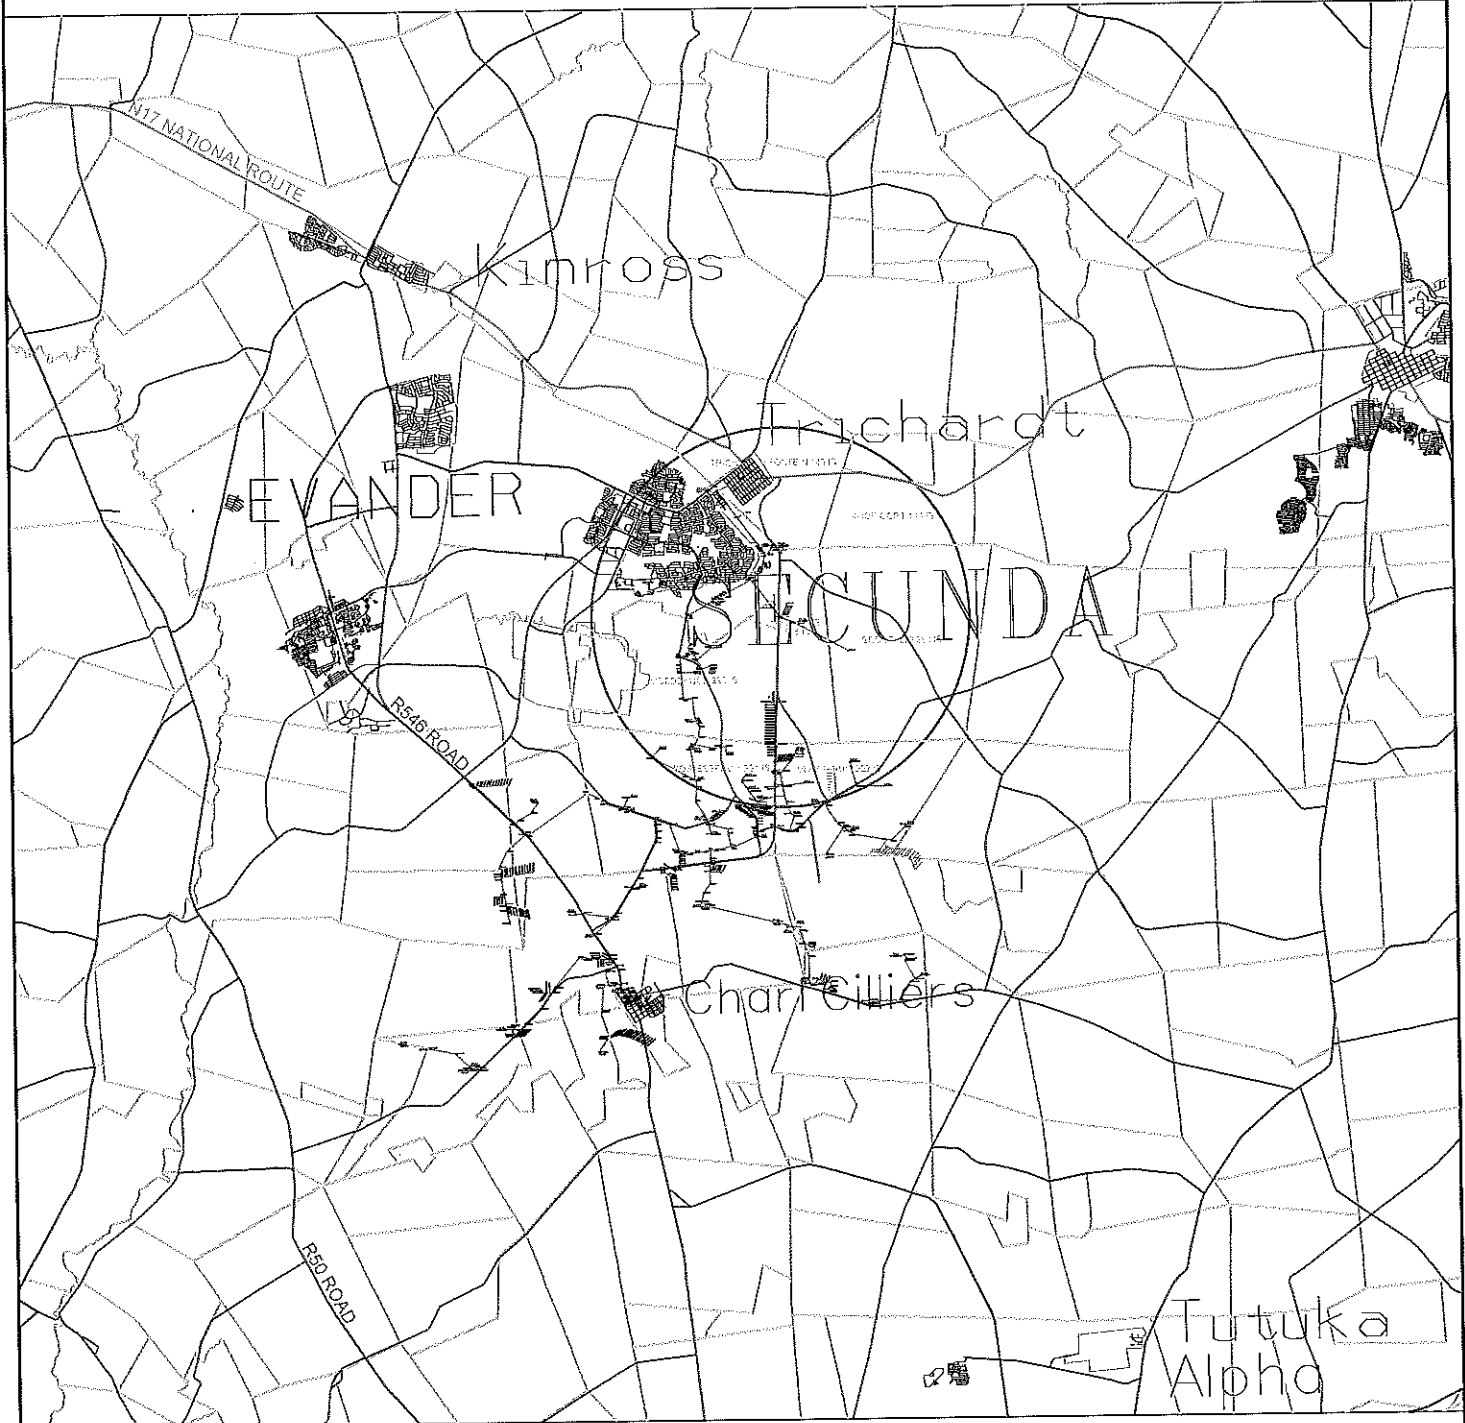 N17 NATIONAL ROUTE
Kinross
Trichardt
EVANDER
SECUNDA
R546 ROAD
Charl Cilliers
R50 ROAD
Tutuka
Alpha